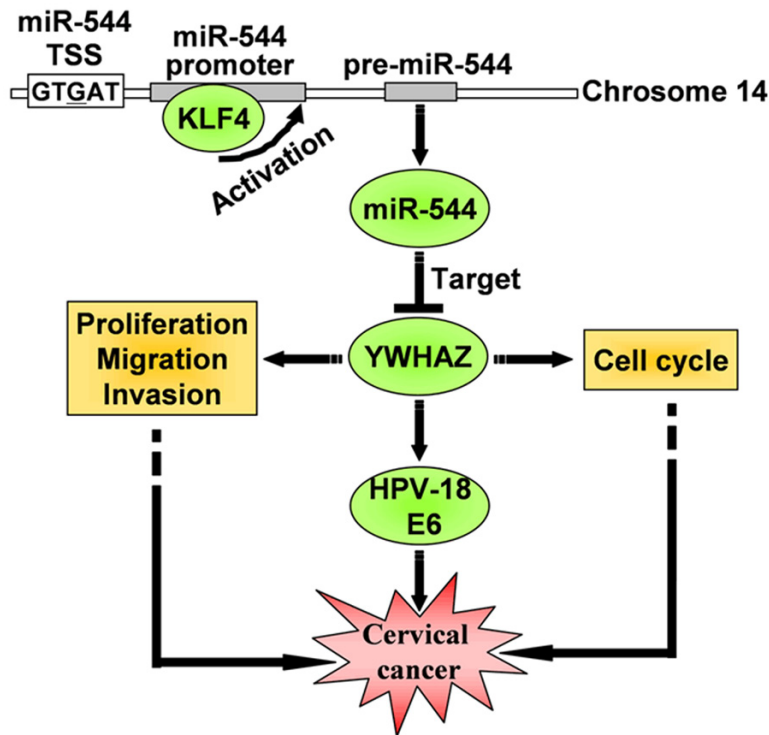 miR-544
TSS
miR-544
promoter
pre-miR-544
GTGAT
Chrosome 14
KLF4
Activation
miR-544
Target
Proliferation
Migration
Invasion
YWHAZ
Cell cycle
HPV-18
E6
Cervical
cancer